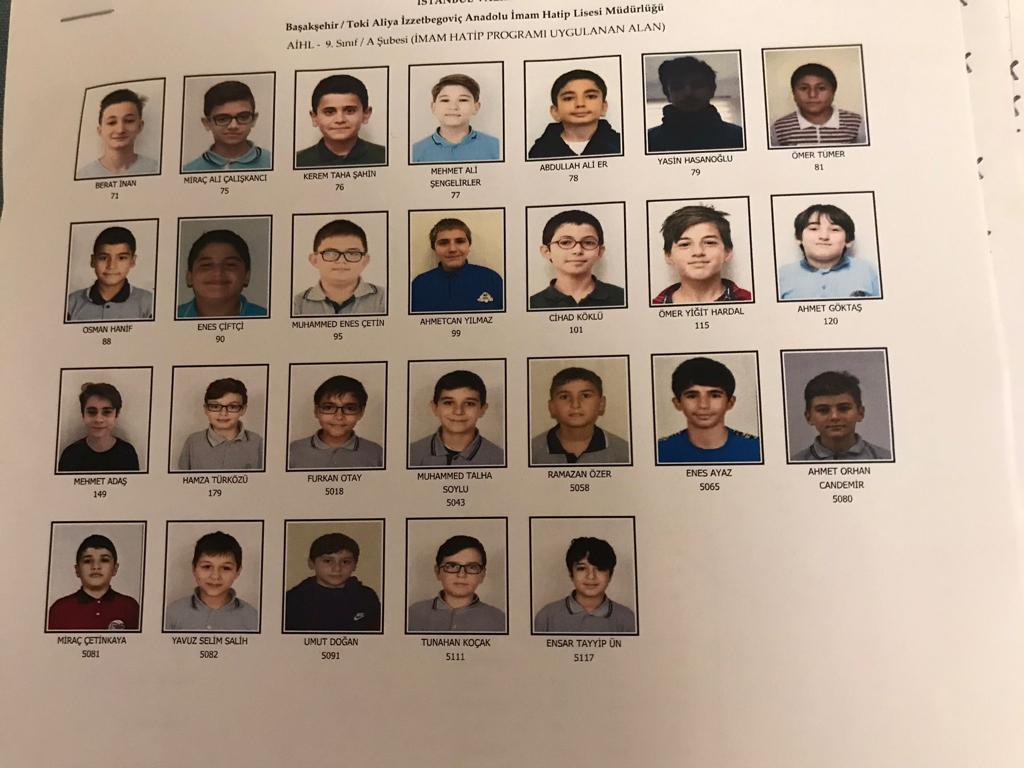 Başakşehir / Toki Aliya İzzetbegoviç Anadolu İmam Hatip Lisesi Müdürlüğü
AİHL - 9. Sınıf / A Şubesi (İMAM HATİP PROGRAMI UYGULANAN ALAN)
BERAT İNAN
71
MİRAÇ ALİ ÇALIŞKANCI
75
KEREM TAHA ŞAHİN
76
MEHMET ALİ
ŞENGELİRLER
77
ABDULLAH ALİ ER
78
YASİN HASANOĞLU
79
ÖMER TÜMER
81
OSMAN HANİF
88
ENES ÇİFTÇİ
90
MUHAMMED ENES ÇETİN
95
AHMETCAN YILMAZ
99
CİHAD KÖKLÜ
101
ÖMER YİĞİT HARDAL
115
AHMET GÖKTAŞ
120
MEHMET ADAŞ
149
HAMZA TÜRKÖZÜ
179
FURKAN OTAY
5018
MUHAMMED TALHA
SOYLU
5043
RAMAZAN ÖZER
5058
ENES AYAZ
5065
AHMET ORHAN
CANDEMİR
5080
MİRAÇ ÇETİNKAYA
5081
YAVUZ SELİM SALİH
5082
UMUT DOĞAN
5091
TUNAHAN KOÇAK
5111
ENSAR TAYYİP ÜN
5117